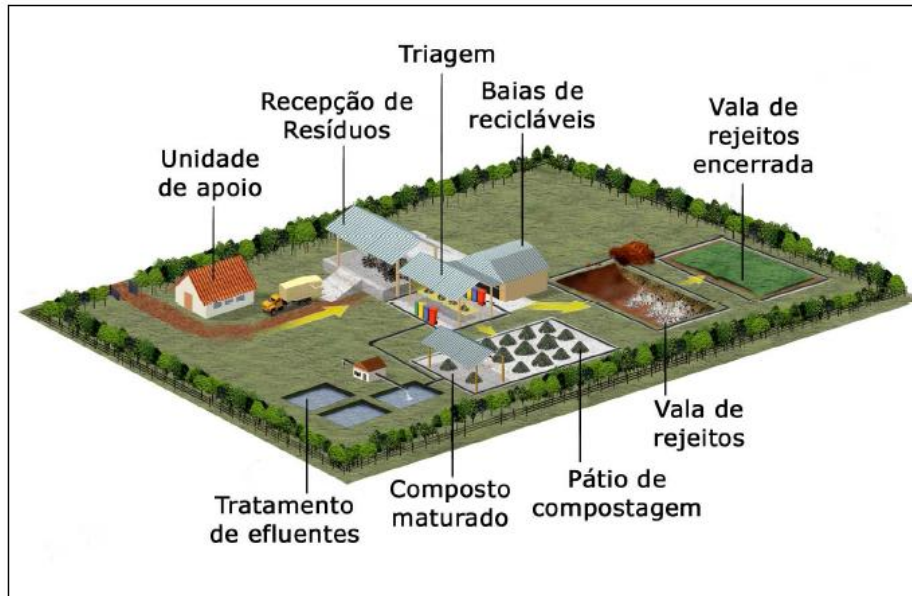 Triagem
Recepção de
Resíduos
Baias de
recicláveis
Vala de
rejeitos
encerrada
Unidade
de apoio
Vala de
rejeitos
Pátio de
compostagem
Composto
maturado
Tratamento
de efluentes